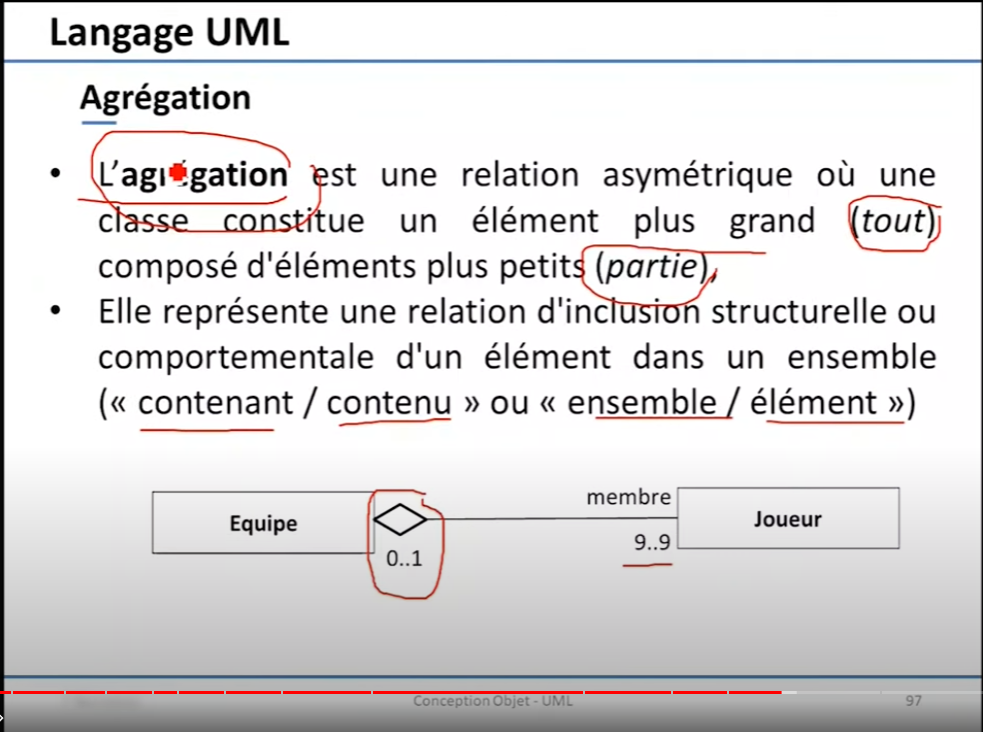 Langage UML
Agrégation
• L'agrégation est une relation asymétrique où une
classe constitue un élément plus grand (tout)
composé d'éléments plus petits (partie),
• Elle représente une relation d'inclusion structurelle ou
comportementale d'un élément dans un ensemble
(« contenant / contenu » ou « ensemble / élément »)
Equipe
0..1
membre
9..9
Joueur
Conception Objet - UML
97